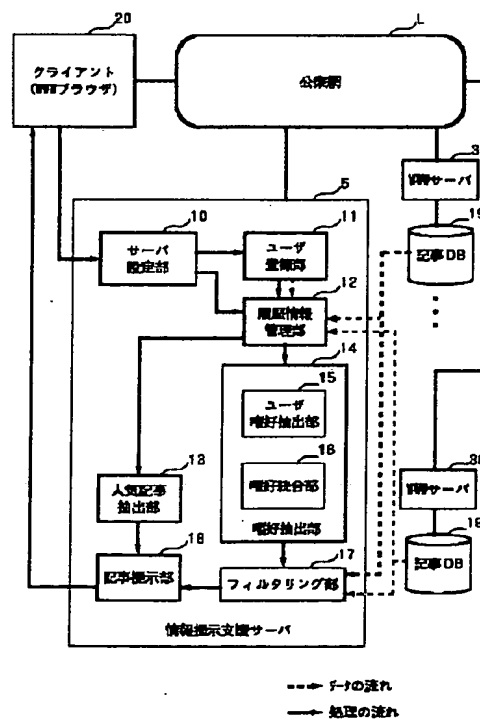 20
L
クライアント
(WWWブラウザ)
公衆網
3
WWWサーバ
5
19
10
11
サーバ
設定部
ユーザ
登録部
記事DB
12
履歴情報
管理部
14
15
ユーザ
嗜好抽出部
13
16
30
人気記事
抽出部
嗜好統合部
WWWサーバ
18
嗜好抽出部
19
17
記事提示部
フィルタリング部
記事DB
情報提示支援サーバ
データの流れ
処理の流れ